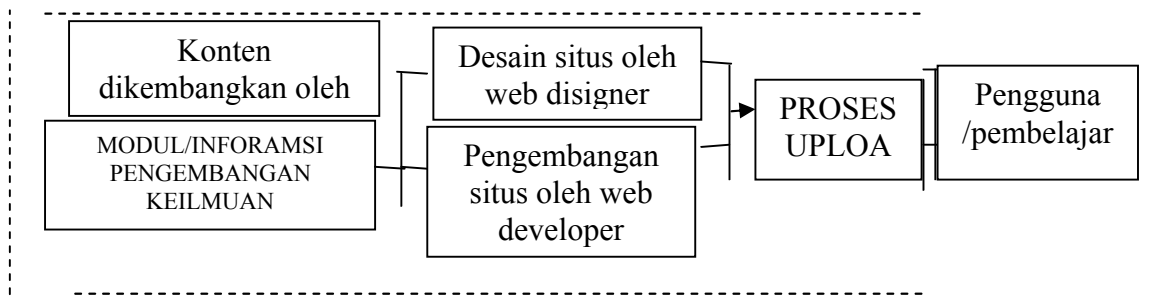 Konten
dikembangkan oleh
MODUL/INFORAMSI
PENGEMBANGAN
KEILMUAN
Desain situs oleh
web disigner
Pengembangan
situs oleh web
developer
PROSES
UPLOA
Pengguna
/pembelajar